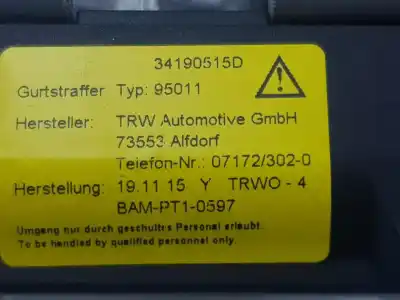 34190515D
Gurtstraffer Typ: 95011
Hersteller: TRW Automotive GmbH
73553 Alfdorf
Telefon-Nr.: 07172/302-0
Herstellung: 19.11 15 Y TRWO - 4
BAM-PT1-0597
Umgang nur durch geschultes Personal erlaubt.
To be handled by qualified personnel only.